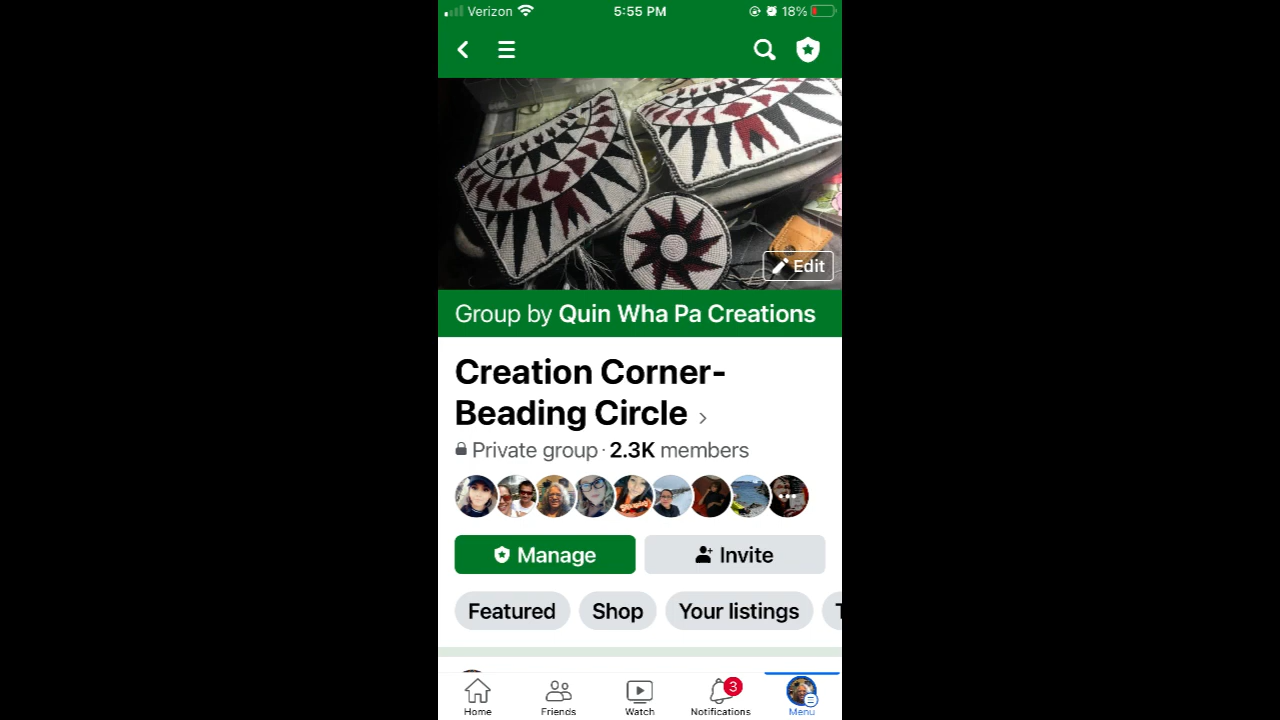 Verizon 5:55 PM 18%
Edit
Group by Quin Wha Pa Creations
Creation Corner-
Beading Circle
Private group · 2.3K members
Manage Invite
Featured Shop Your listings T
3
Home Friends Watch Notifications Menu